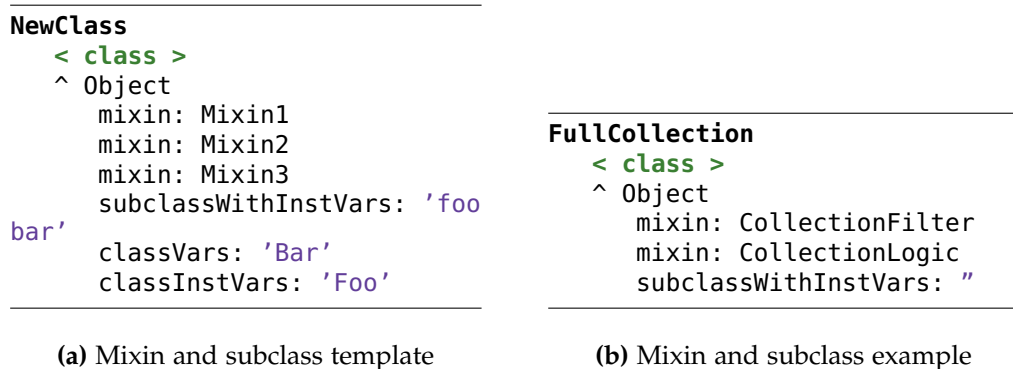 NewClass
< class >
^ Object
mixin: Mixin1
mixin: Mixin2
mixin: Mixin3
subclassWithInstVars: ’foo
bar’
classVars: ’Bar’
classInstVars: ’Foo’
(a) Mixin and subclass template
FullCollection
< class >
^ Object
mixin: CollectionFilter
mixin: CollectionLogic
subclassWithInstVars: ”
(b) Mixin and subclass example